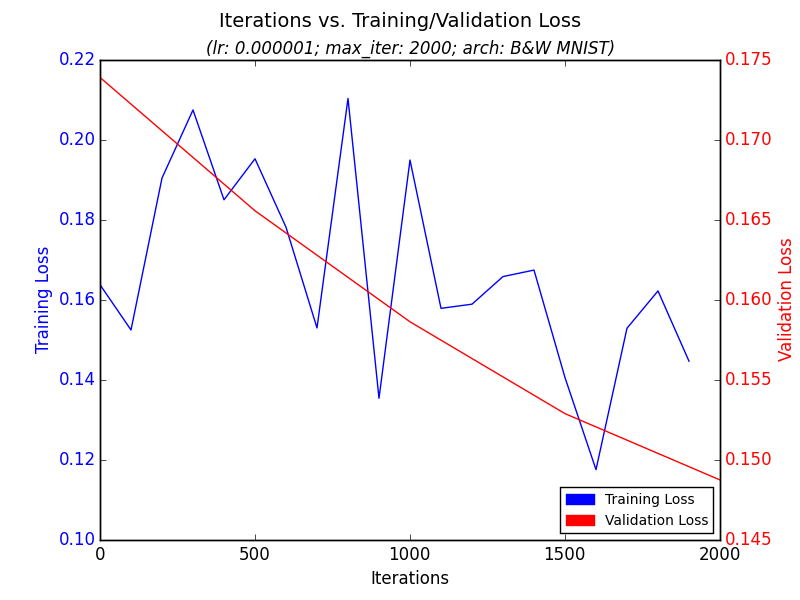 Iterations vs. Training/Validation Loss
(lr: 0.000001; max_iter: 2000; arch: B&W MNIST)
0.22
0.20
0.18
0.16
0.14
0.12
0.10
Training Loss
0.175
0.170
0.165
0.160
0.155
0.150
0.145
Validation Loss
Training Loss
Validation Loss
0 500 1000 1500 2000
Iterations